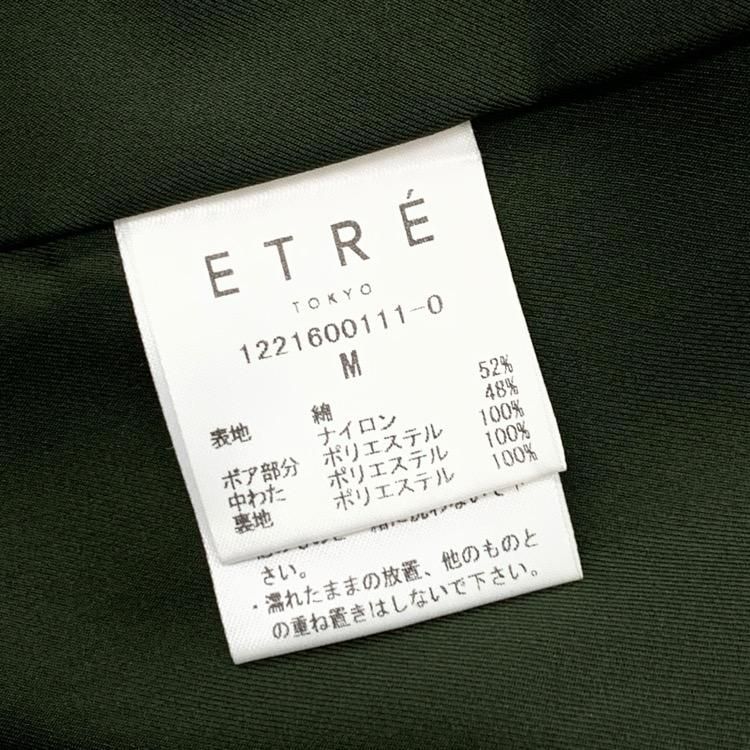 ETRÉ
TOKYO
1221600111-0
M
表地 綿 52%
ナイロン 48%
ボア部分 ポリエステル 100%
中わた ポリエステル 100%
裏地 ポリエステル 100%
さい。
・濡れたままの放置、他のものと
の重ね置きはしないで下さい。